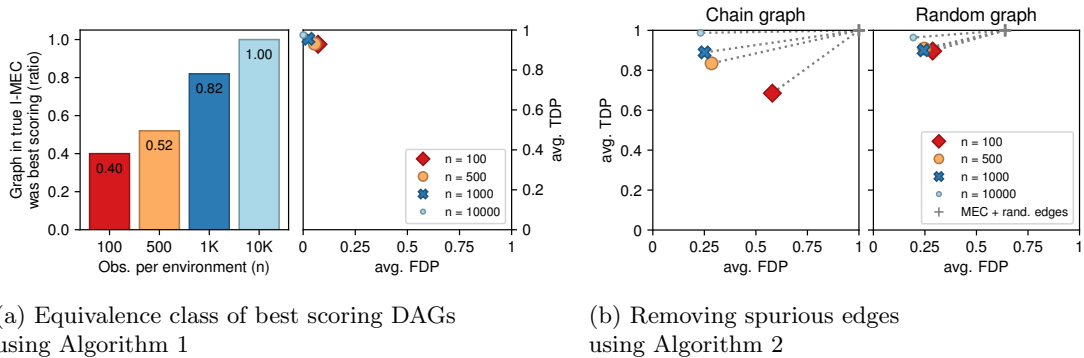 Graph in true I-MEC
was best scoring (ratio)
1.0
0.8
0.6
0.4
0.2
0.0
0.40
0.52
0.82
1.00
100
500
1K
10K
Obs. per environment (n)
1
0.75
0.5
0.25
0
avg. TDP
n = 100
n = 500
n = 1000
n = 10000
0
0.25
0.5
0.75
1
avg. FDP
Chain graph
Random graph
avg. TDP
1
0.8
0.6
0.4
0.2
0
0
0.25
0.5
0.75
1
avg. FDP
n = 100
n = 500
n = 1000
n = 10000
MEC + rand. edges
0
0.25
0.5
0.75
1
avg. FDP
a) Equivalence class of best scoring DAGs
using Algorithm 1
(b) Removing spurious edges
using Algorithm 2